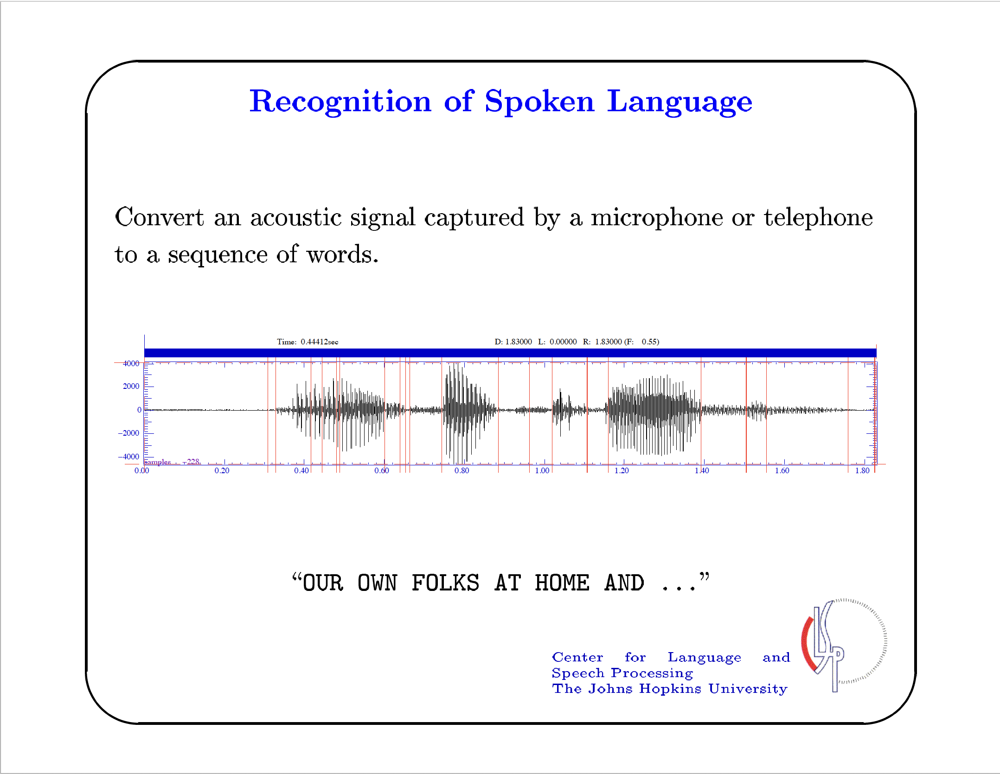 Recognition of Spoken Language
Convert an acoustic signal captured by a microphone or telephone
to a sequence of words.
Time: 0.44412sec D: 1.83000 L: 0.00000 R: 1.83000 (F: 0.55)
4000
2000
0
−2000
−4000
samples −228
0.00 0.20 0.40 0.60 0.80 1.00 1.20 1.40 1.60 1.80
“OUR OWN FOLKS AT HOME AND ...”
Center for Language and
Speech Processing
The Johns Hopkins University
LSP